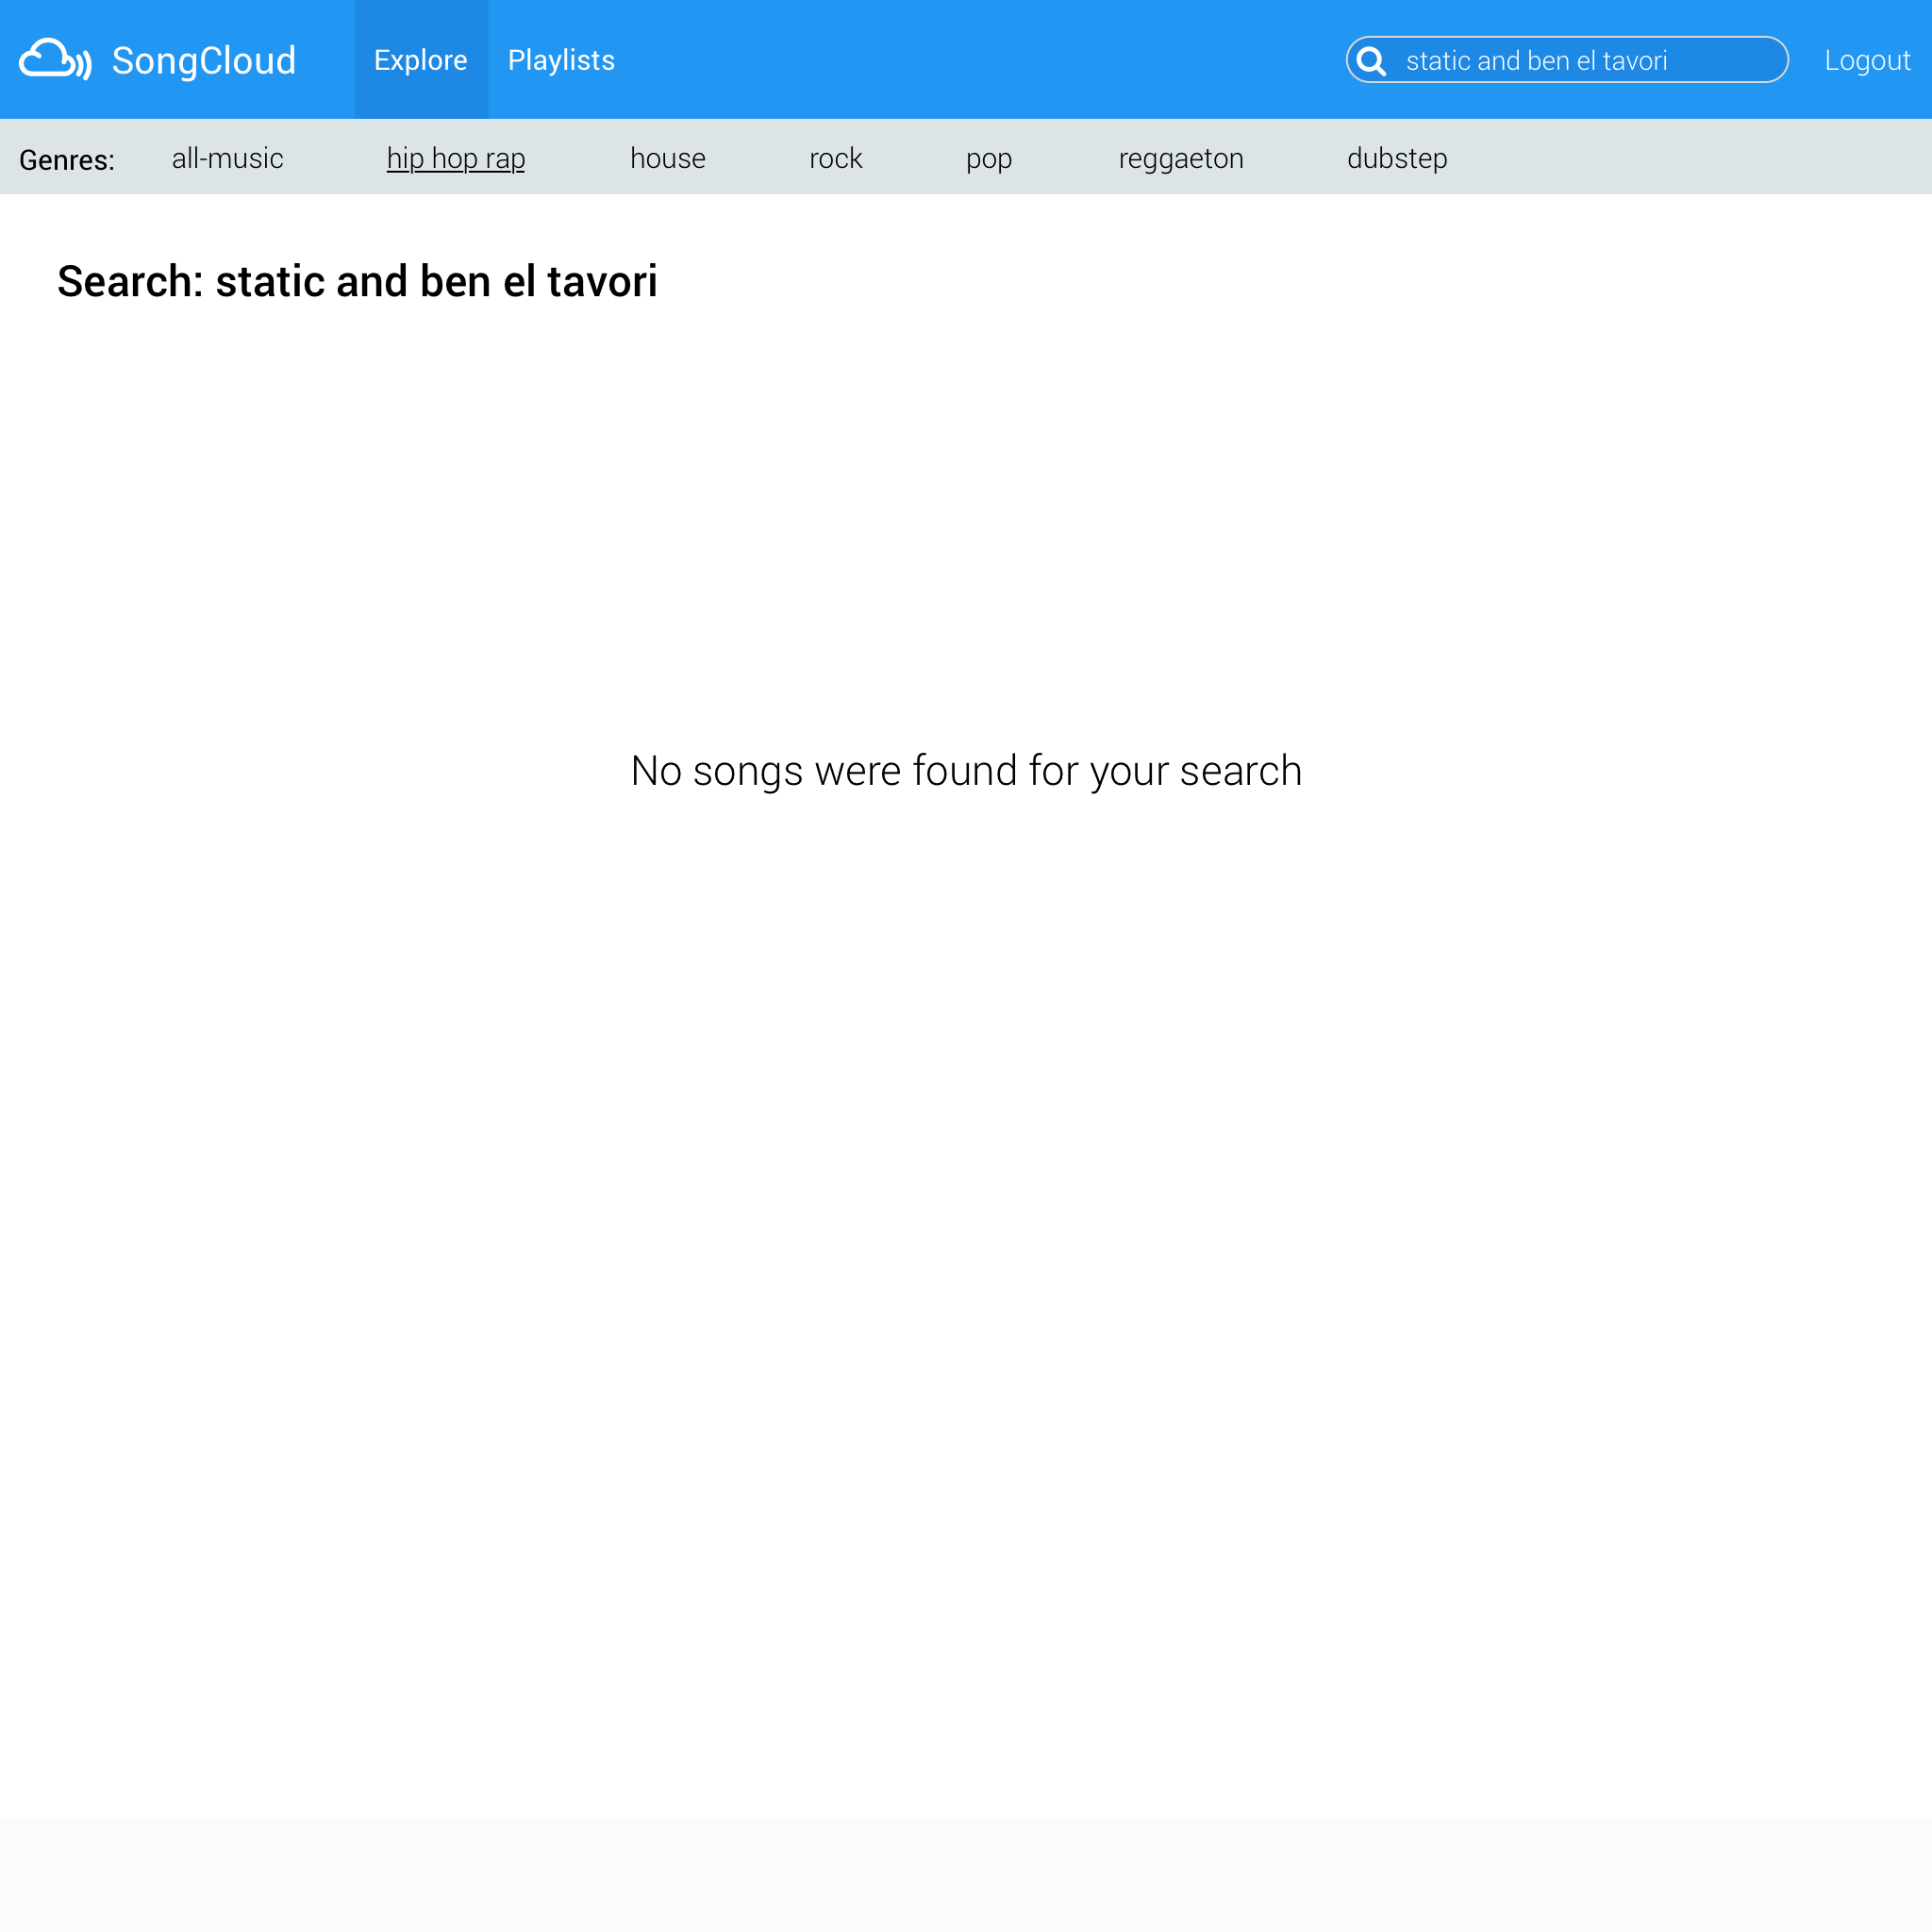 SongCloud Explore Playlists static and ben el tavori Logout
Genres: all-music hip hop rap house rock pop reggaeton dubstep
Search: static and ben el tavori
No songs were found for your search